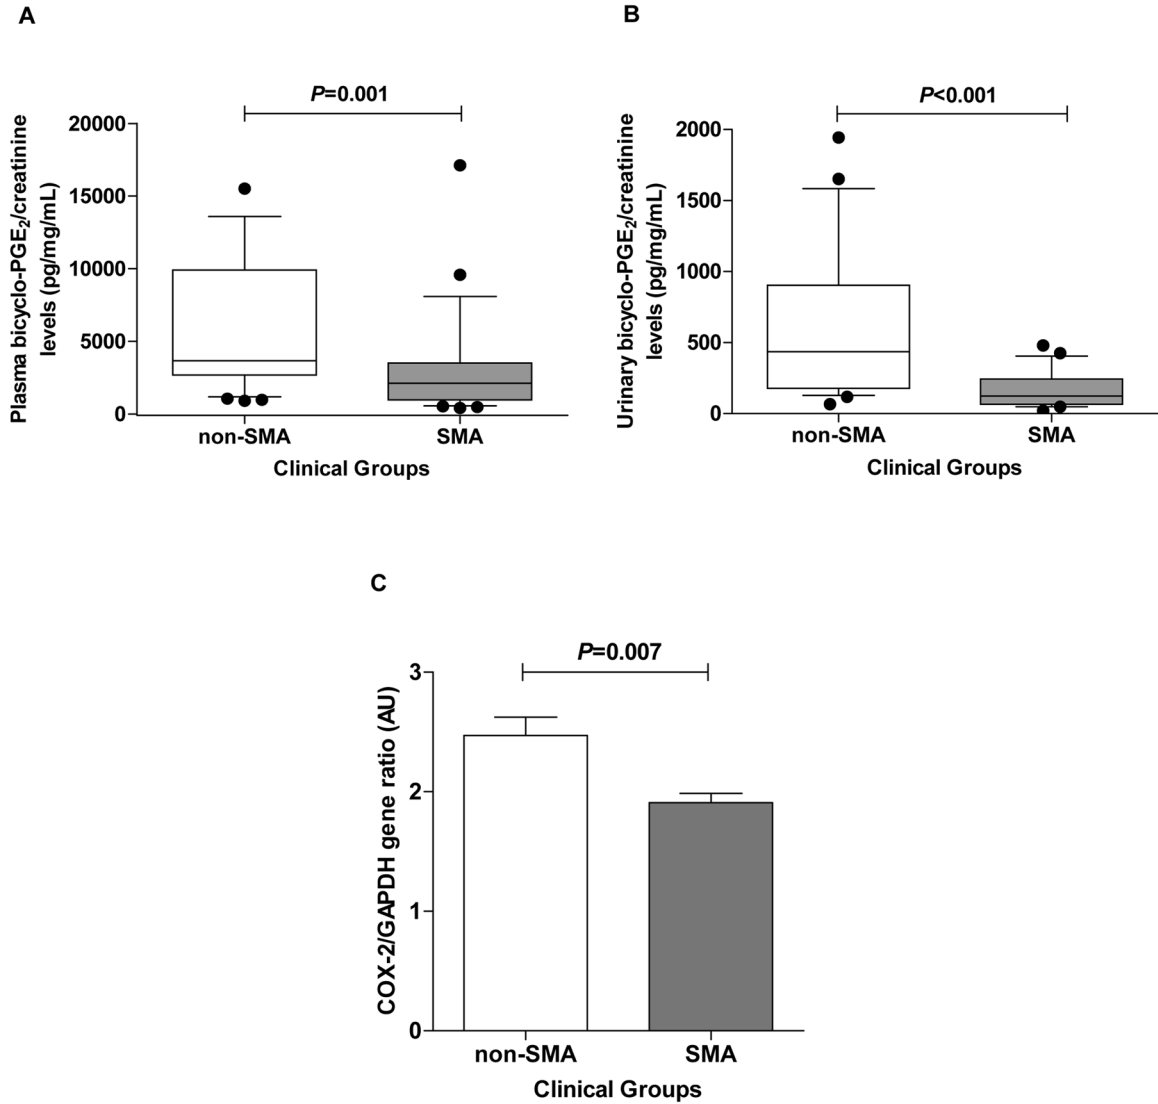 A
P=0.001
Plasma bicyclo-PGE2/creatinine
levels (pg/mg/mL)
20000
15000
10000
5000
0
non-SMA SMA
Clinical Groups
B
P<0.001
Urinary bicyclo-PGE2/creatinine
levels (pg/mg/mL)
2000
1500
1000
500
0
non-SMA SMA
Clinical Groups
C
P=0.007
COX-2/GAPDH gene ratio (AU)
3
2
1
0
non-SMA SMA
Clinical Groups